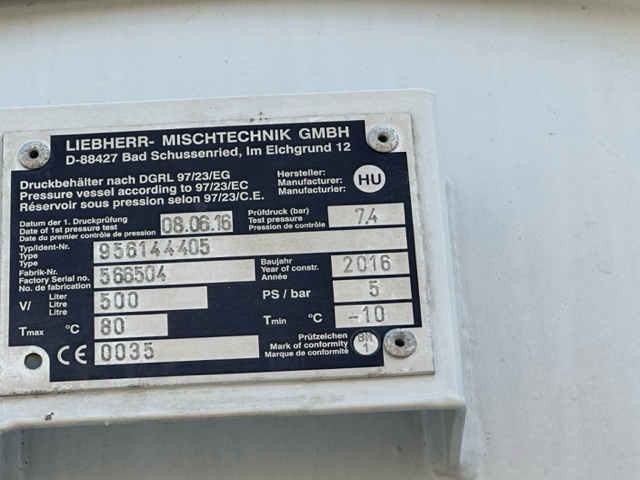 LIEBHERR- MISCHTECHNIK GMBH
D-88427 Bad Schussenried, Im Elchgrund 12
Druckbehälter nach DGRL 97/23/EG
Pressure vessel according to 97/23/EC
Réservoir sous pression selon 97/23/C.E.
Hersteller:
Manufacturer:
Manufacturier:
HU
Datum der 1. Druckprüfung
Date of 1st pressure test
Date du premier contrôle de pression
08.06.16
Prüfdruck (bar)
Test pressure
Pression de contrôle
7.4
Typ/Ident-Nr.
Type
Type
956144405
Fabrik-Nr.
Factory Serial no.
No. de fabrication
566504
Baujahr
Year of constr.
Année
2016
V/ Liter
Litre
Litre
500
PS / bar
5
Tmax °C
80
Tmin °C
-10
CE
0035
Prüfzeichen
Mark of conformity
Marque de conformité
BN
1